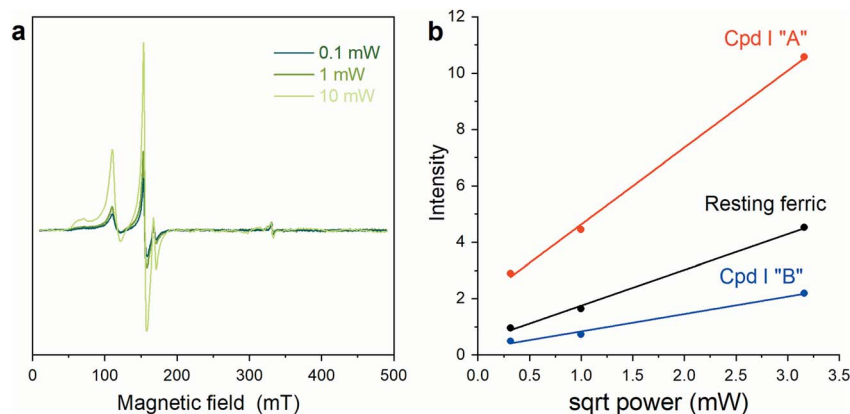 a
0.1 mW
1 mW
10 mW
0 100 200 300 400 500
Magnetic field (mT)
b
12
10
8
6
4
2
0
Intensity
Cpd I "A"
Resting ferric
Cpd I "B"
0.0 0.5 1.0 1.5 2.0 2.5 3.0 3.5
sqrt power (mW)